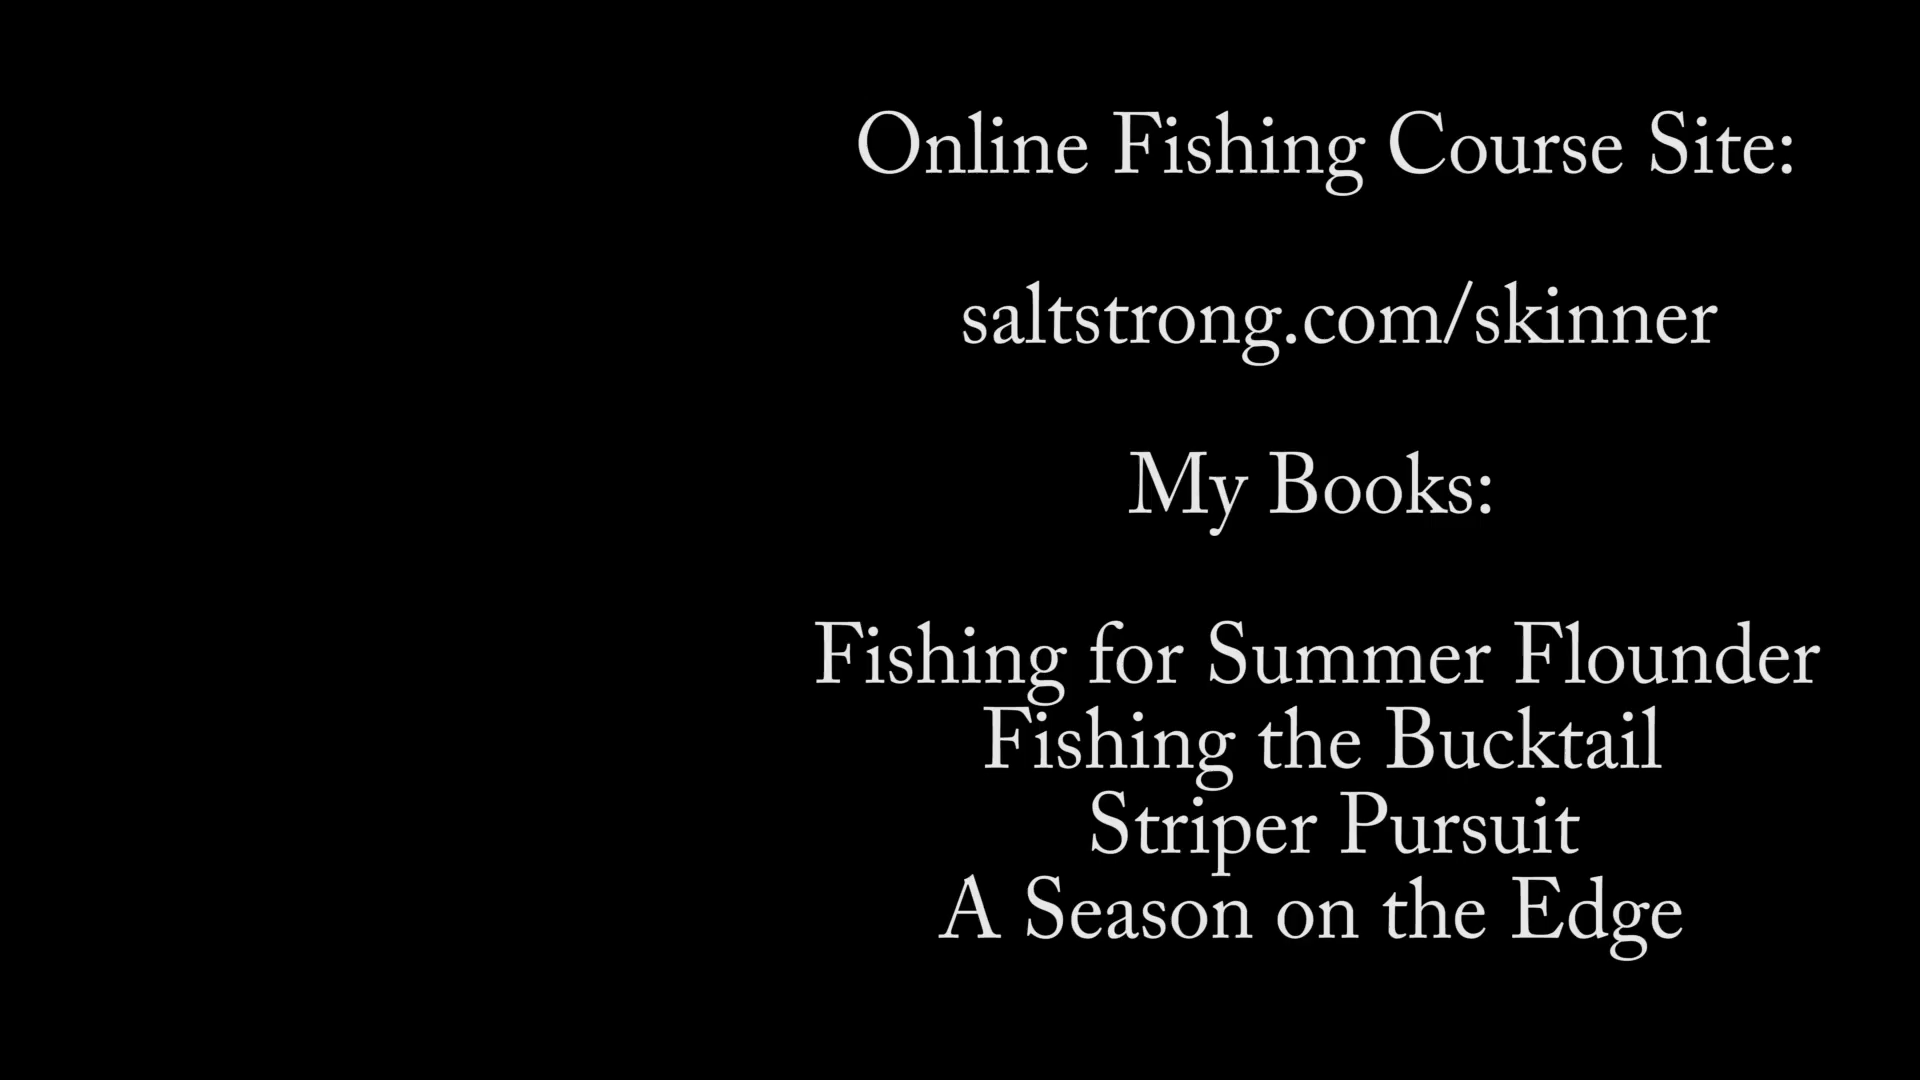 Online Fishing Course Site:
saltstrong.com/skinner
My Books:
Fishing for Summer Flounder
Fishing the Bucktail
Striper Pursuit
A Season on the Edge